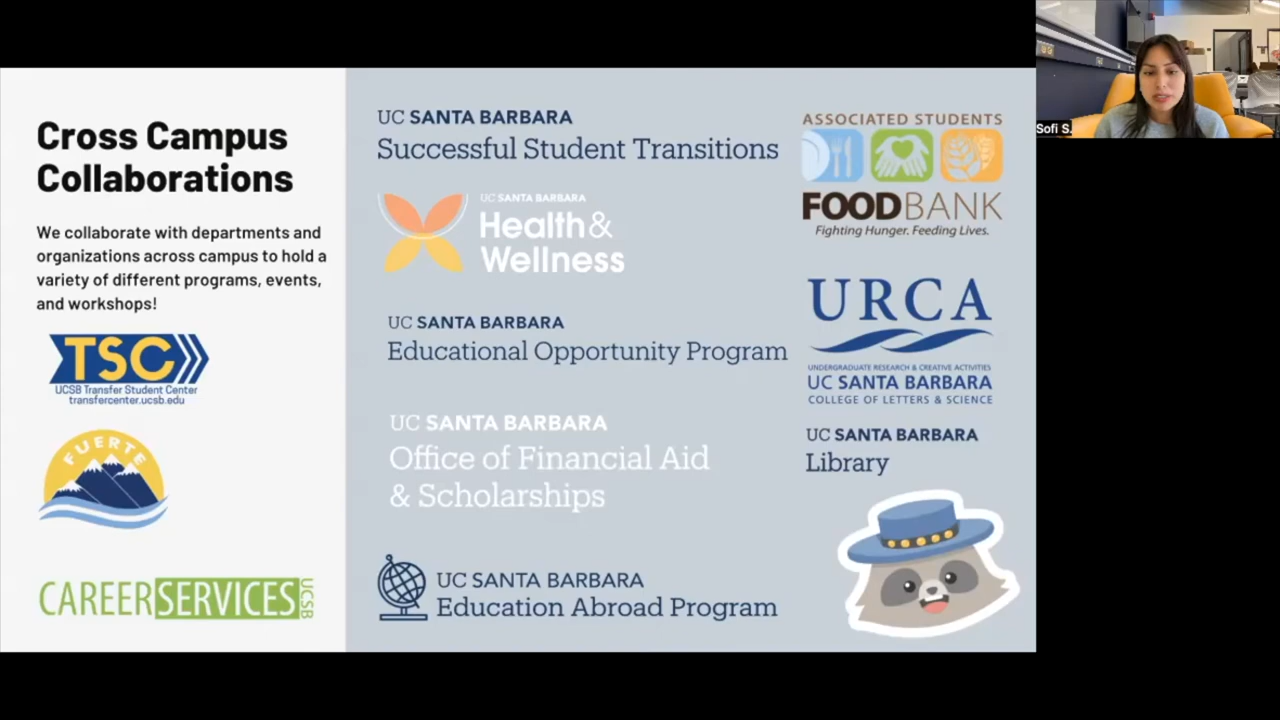 Cross Campus
Collaborations
We collaborate with departments and
organizations across campus to hold a
variety of different programs, events,
and workshops!
TSC
UCSB Transfer Student Center
transfercenter.ucsb.edu
FUERTE
CAREERSERVICES
UCSB
UC SANTA BARBARA
Successful Student Transitions
UC SANTA BARBARA
Health &
Wellness
UC SANTA BARBARA
Educational Opportunity Program
UC SANTA BARBARA
Office of Financial Aid
& Scholarships
UC SANTA BARBARA
Education Abroad Program
ASSOCIATED STUDENTS
FOODBANK
Fighting Hunger. Feeding Lives.
URCA
UNDERGRADUATE RESEARCH & CREATIVE ACTIVITIES
UC SANTA BARBARA
COLLEGE OF LETTERS & SCIENCE
UC SANTA BARBARA
Library
Sofi S.